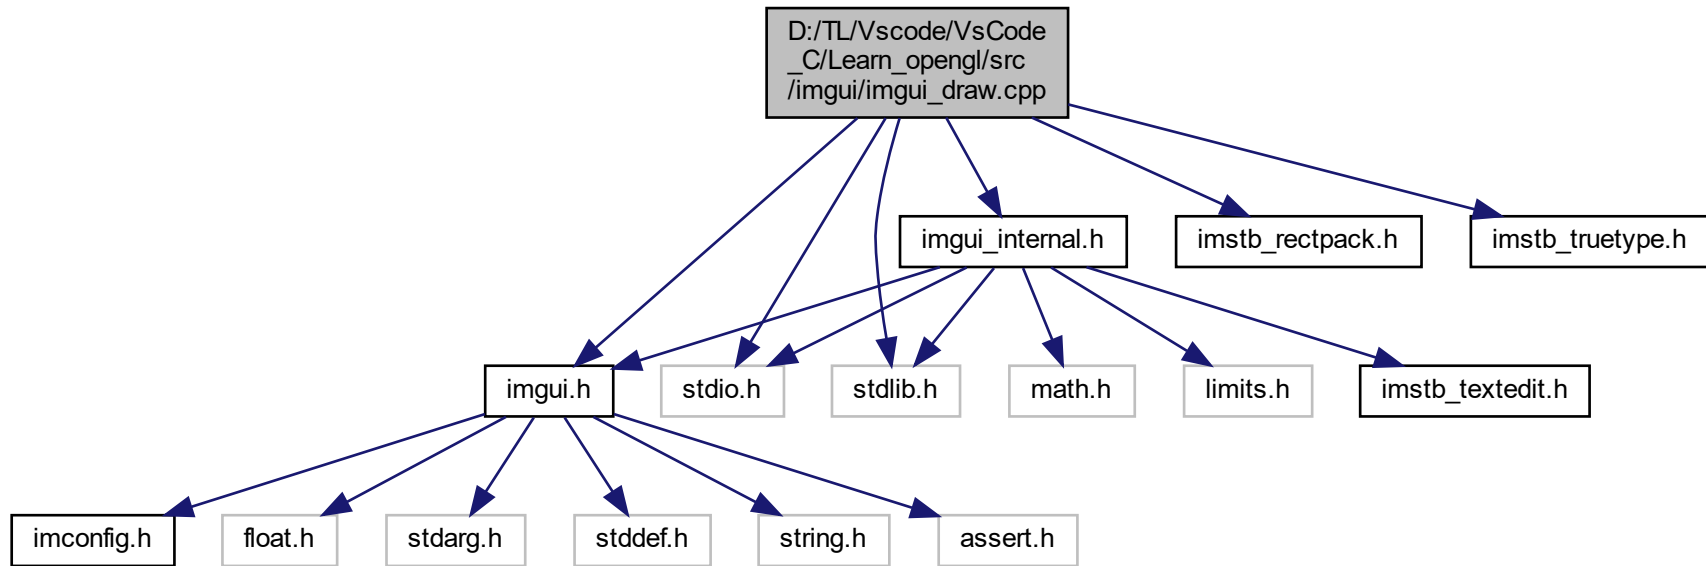 D:/TL/Vscode/VsCode
_C/Learn_opengl/src
/imgui/imgui_draw.cpp
imgui_internal.h
imstb_rectpack.h
imstb_truetype.h
imgui.h
stdio.h
stdlib.h
math.h
limits.h
imstb_textedit.h
imconfig.h
float.h
stdarg.h
stddef.h
string.h
assert.h